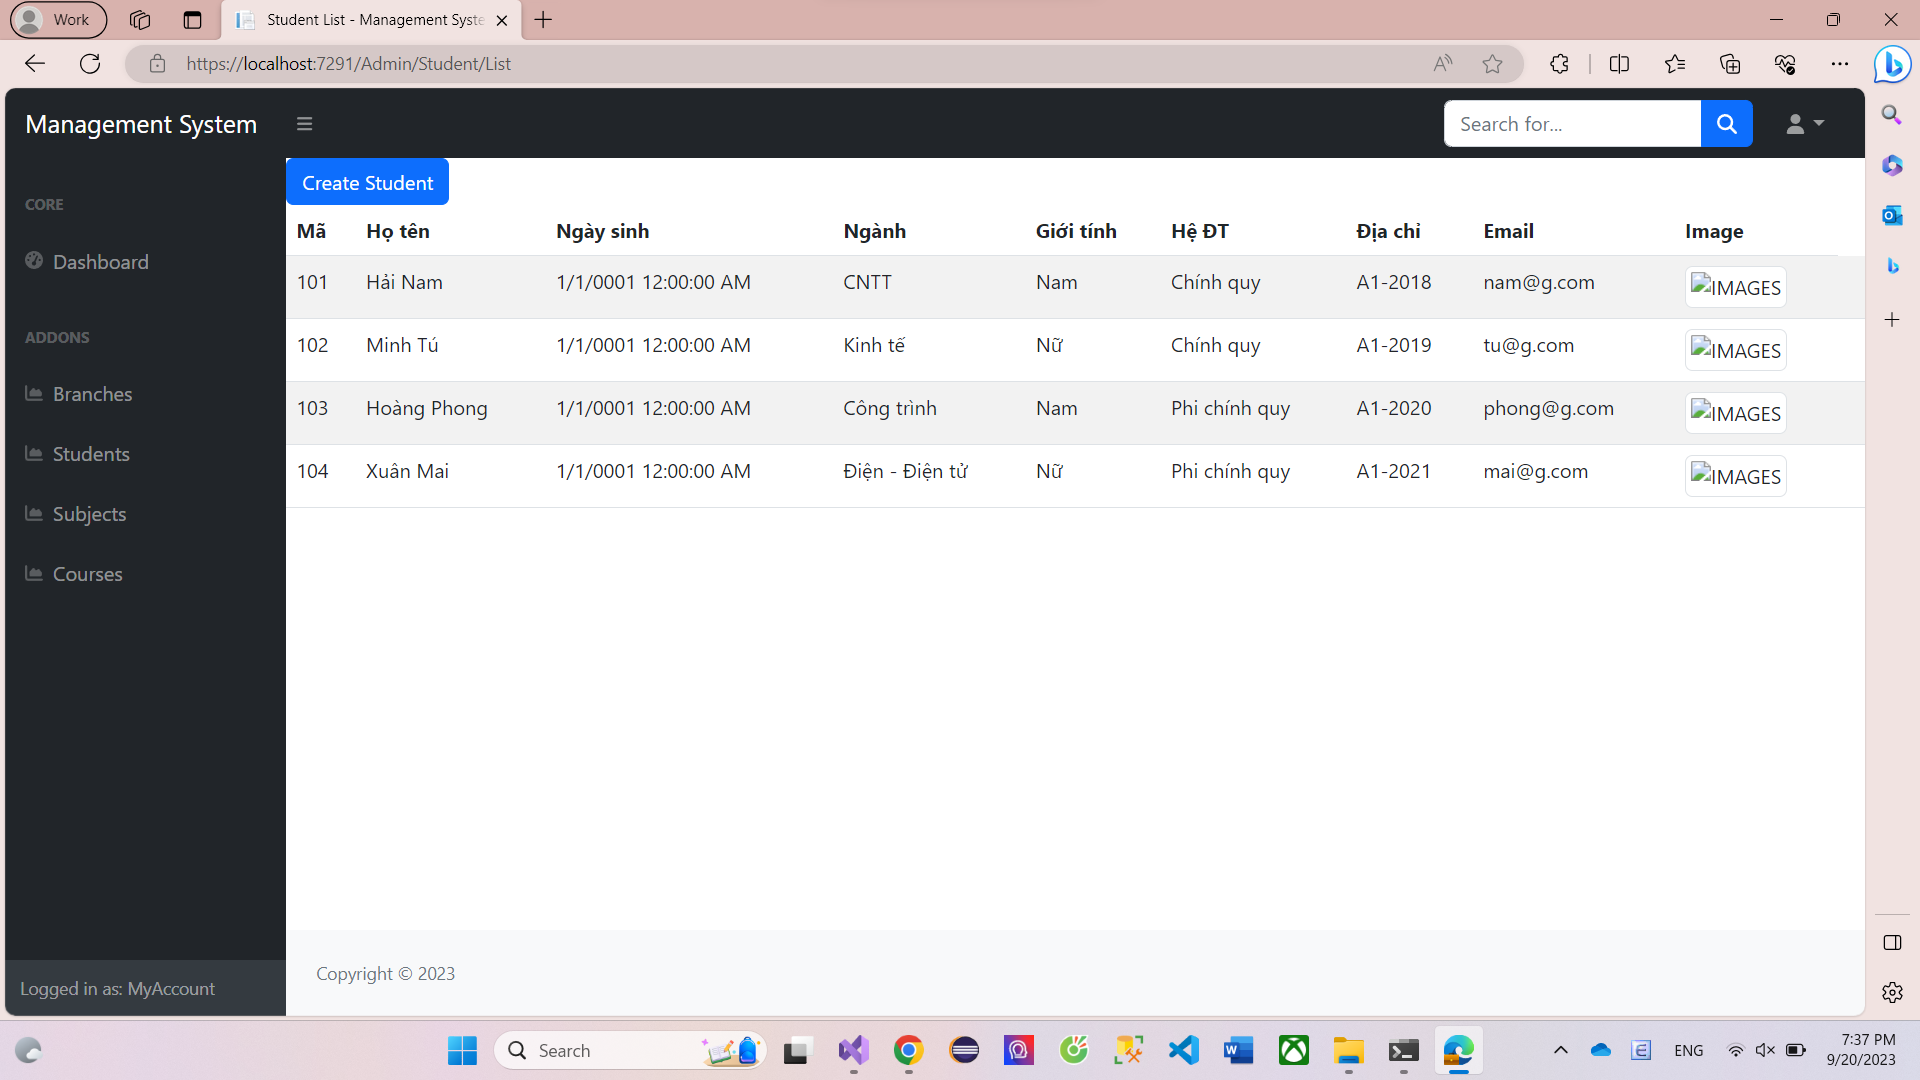 Work
Student List - Management Syste
https://localhost:7291/Admin/Student/List
Management System
Search for...
CORE
Dashboard
ADDONS
Branches
Students
Subjects
Courses
Logged in as: MyAccount
Create Student
Mã Họ tên Ngày sinh Ngành Giới tính Hệ ĐT Địa chỉ Email Image
101 Hải Nam 1/1/0001 12:00:00 AM CNTT Nam Chính quy A1-2018 nam@g.com IMAGES
102 Minh Tú 1/1/0001 12:00:00 AM Kinh tế Nữ Chính quy A1-2019 tu@g.com IMAGES
103 Hoàng Phong 1/1/0001 12:00:00 AM Công trình Nam Phi chính quy A1-2020 phong@g.com IMAGES
104 Xuân Mai 1/1/0001 12:00:00 AM Điện - Điện tử Nữ Phi chính quy A1-2021 mai@g.com IMAGES
Copyright © 2023
Search
ENG
7:37 PM
9/20/2023